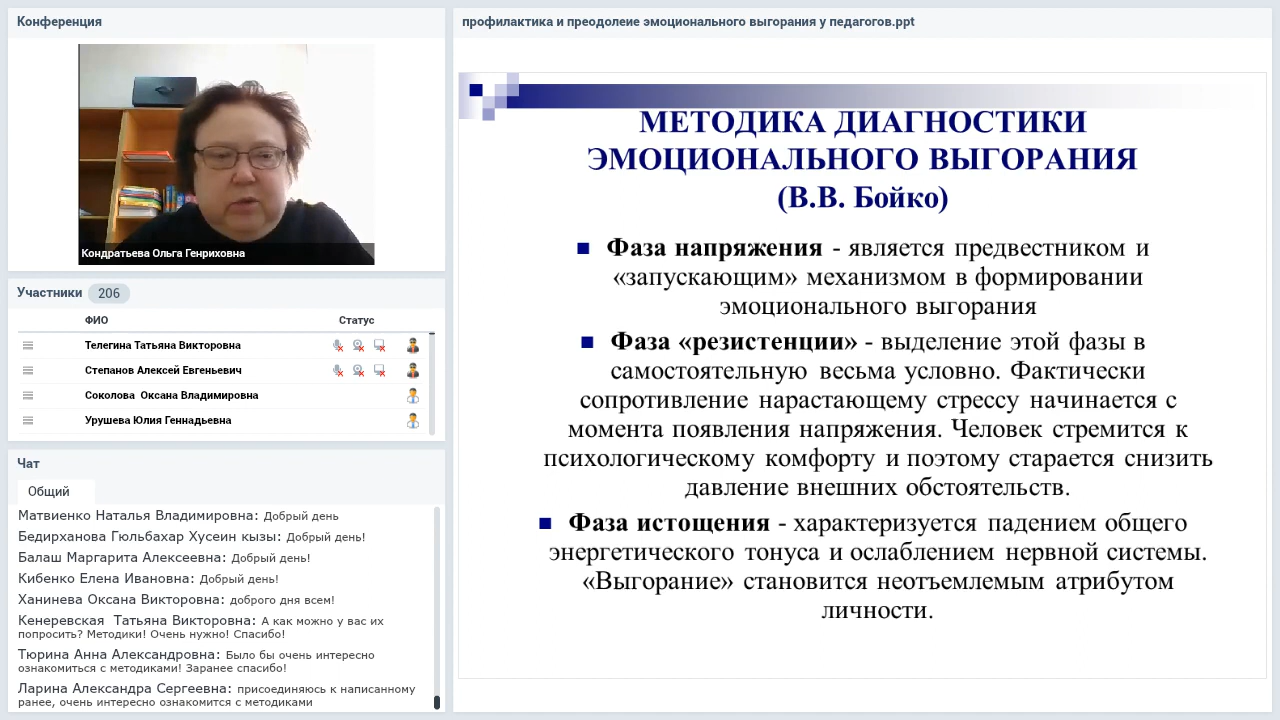 Конференция
Кондратьева Ольга Генриховна
Участники 206
ФИО Статус
Телегина Татьяна Викторовна
Степанов Алексей Евгеньевич
Соколова Оксана Владимировна
Урушева Юлия Геннадьевна
Чат
Общий
Матвиенко Наталья Владимировна: Добрый день
Бедирханова Гюльбахар Хусеин кызы: Добрый день!
Балаш Маргарита Алексеевна: Добрый день!
Кибенко Елена Ивановна: Добрый день!
Ханинева Оксана Викторовна: доброго дня всем!
Кенеревская Татьяна Викторовна: А как можно у вас их
попросить? Методики! Очень нужно! Спасибо!
Тюрина Анна Александровна: Было бы очень интересно
ознакомиться с методиками! Заранее спасибо!
Ларина Александра Сергеевна: присоединяюсь к написанному
ранее, очень интересно ознакомится с методиками
профилактика и преодолеие эмоционального выгорания у педагогов.ppt
МЕТОДИКА ДИАГНОСТИКИ
ЭМОЦИОНАЛЬНОГО ВЫГОРАНИЯ
(В.В. Бойко)
Фаза напряжения - является предвестником и
«запускающим» механизмом в формировании
эмоционального выгорания
Фаза «резистенции» - выделение этой фазы в
самостоятельную весьма условно. Фактически
сопротивление нарастающему стрессу начинается с
момента появления напряжения. Человек стремится к
психологическому комфорту и поэтому старается снизить
давление внешних обстоятельств.
Фаза истощения - характеризуется падением общего
энергетического тонуса и ослаблением нервной системы.
«Выгорание» становится неотъемлемым атрибутом
личности.